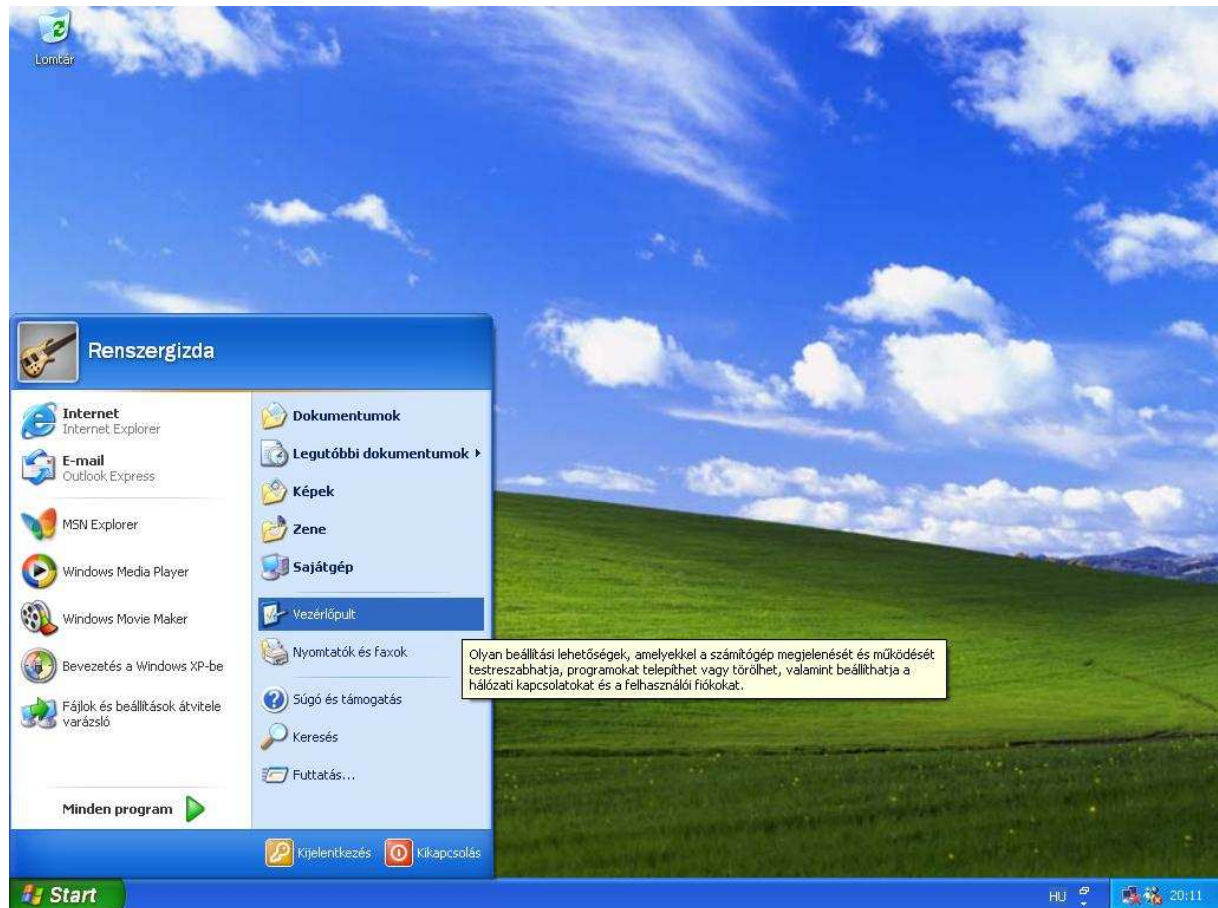 Lomtár
Renszergizda
Internet
Internet Explorer
E-mail
Outlook Express
MSN Explorer
Windows Media Player
Windows Movie Maker
Bevezetés a Windows XP-be
Fájlok és beállítások átvitele
varázsló
Minden program
Dokumentumok
Legutóbbi dokumentumok
Képek
Zene
Sajátgép
Vezérlőpult
Nyomtatók és faxok
Súgó és támogatás
Keresés
Futtatás...
Olyan beállítási lehetőségek, amelyekkel a számítógép megjelenését és működését
testreszabhatja, programokat telepíthet vagy törölhet, valamint beállíthatja a
hálózati kapcsolatokat és a felhasználói fiókokat.
Kijelentkezés
Kikapcsolás
Start
HU
20:11